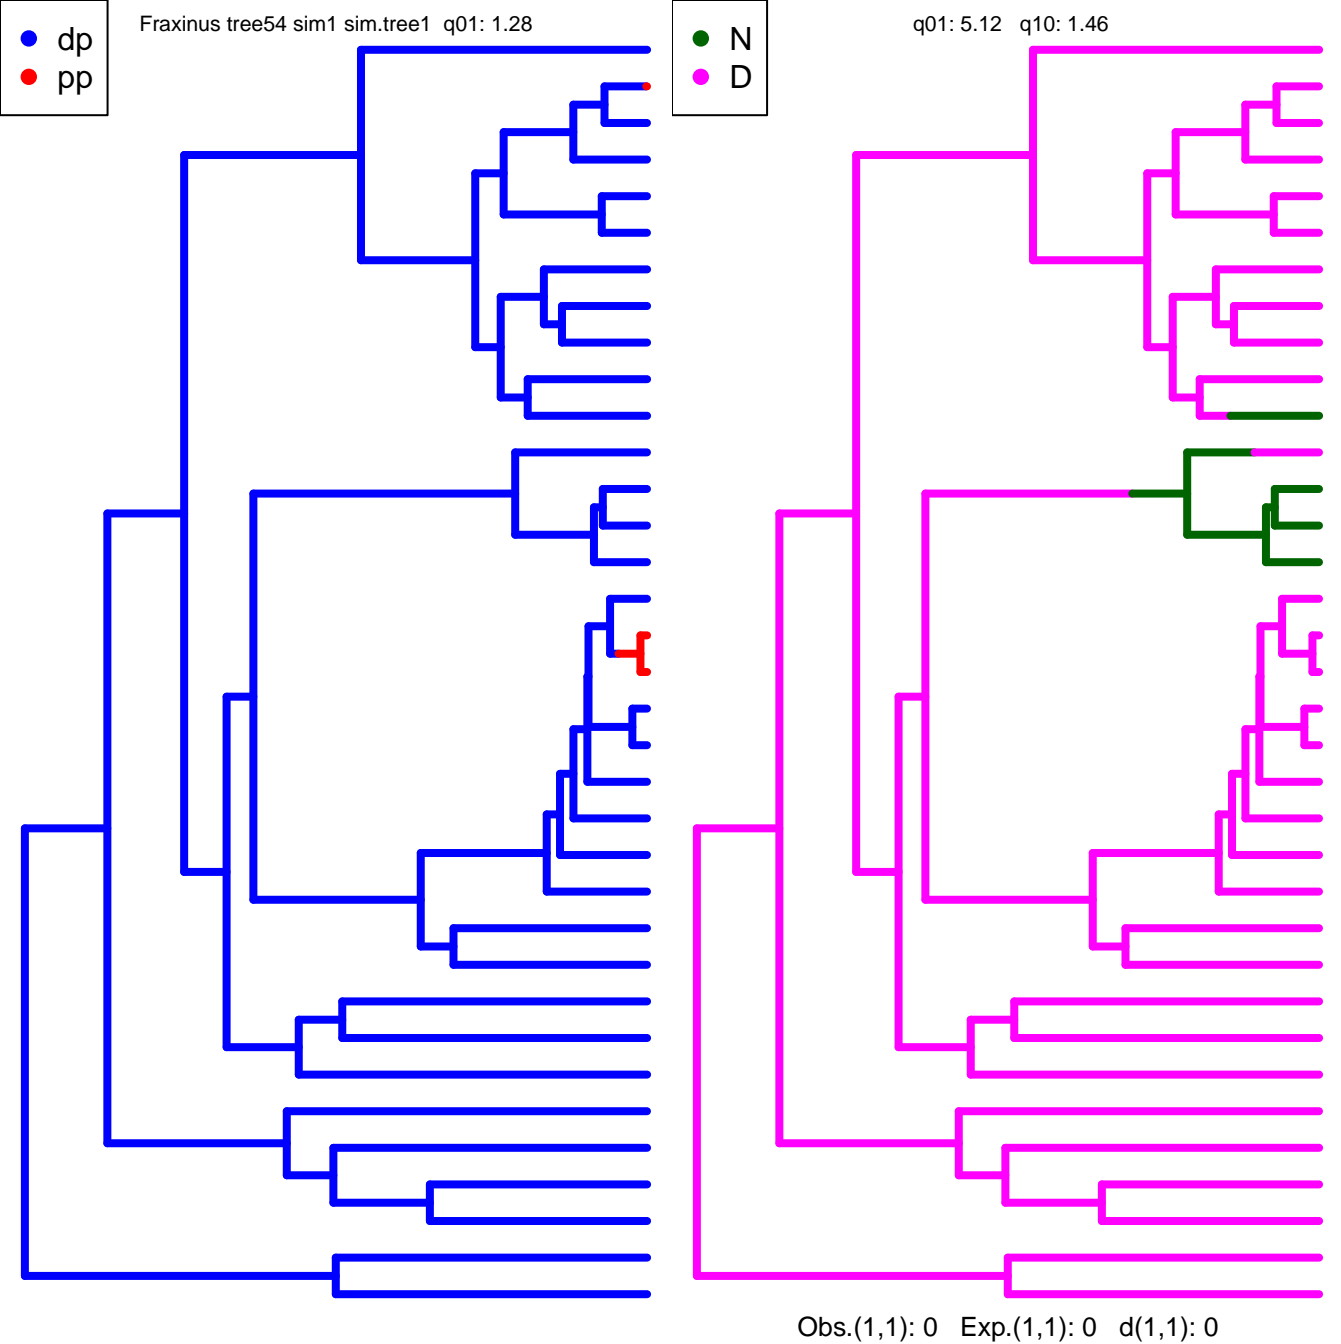 dp
pp
Fraxinus tree54 sim1 sim.tree1  q01: 1.28
N
D
q01: 5.12   q10: 1.46
Obs.(1,1): 0   Exp.(1,1): 0   d(1,1): 0